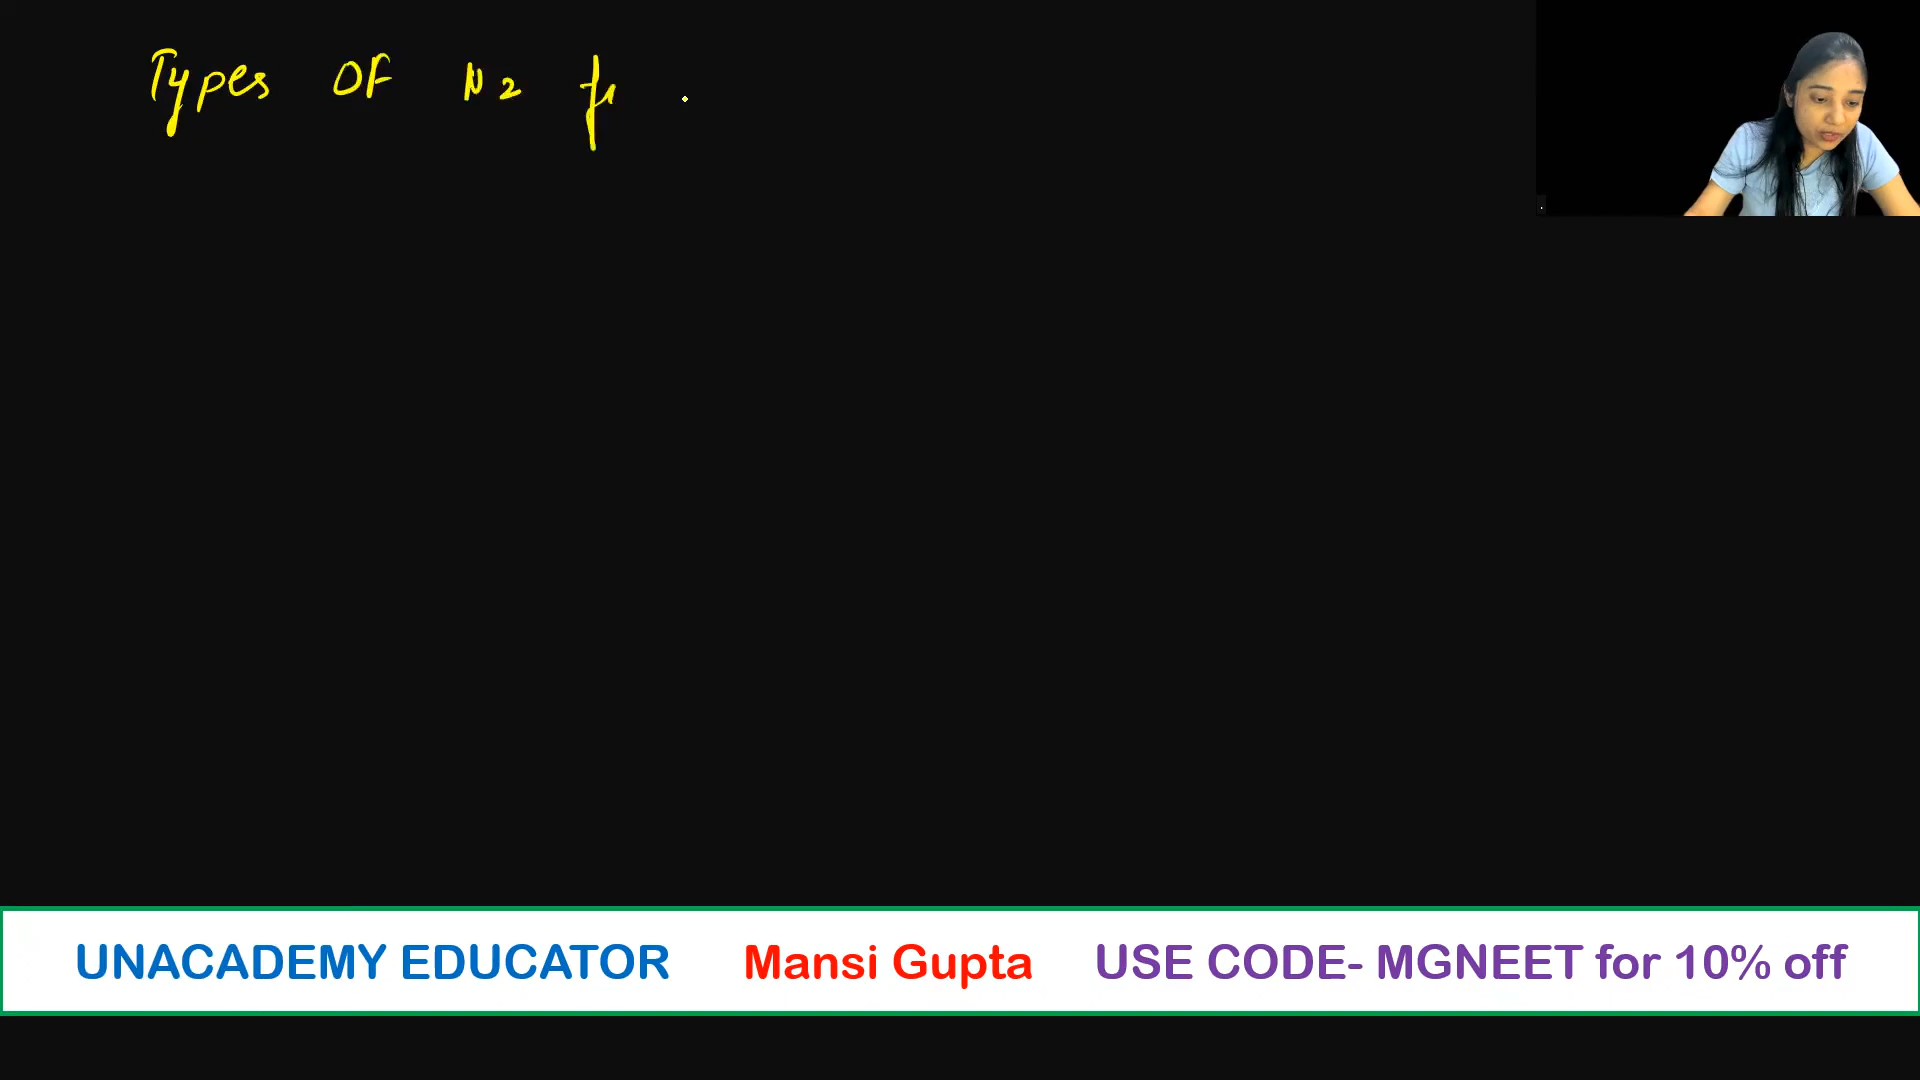 Types OF N2 f
UNACADEMY EDUCATOR Mansi Gupta USE CODE- MGNEET for 10% off